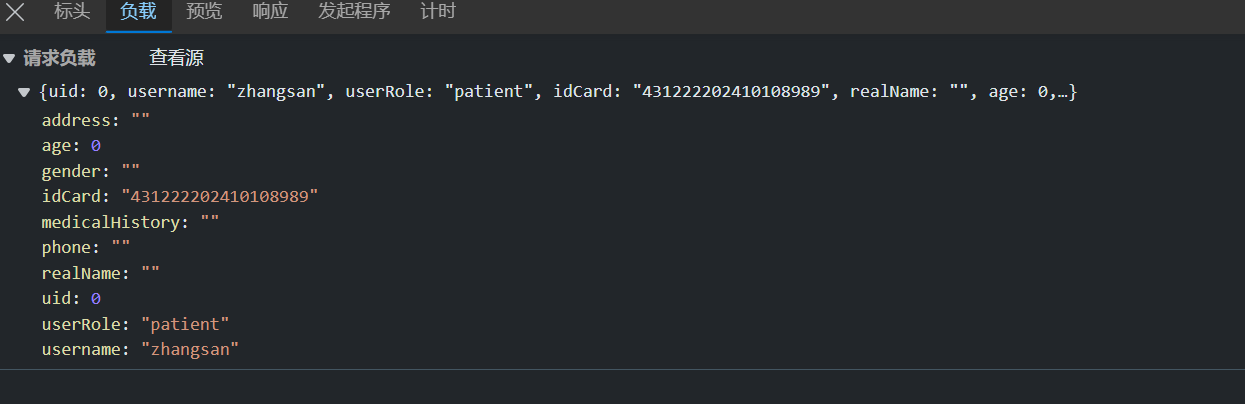 标头 负载 预览 响应 发起程序 计时
请求负载 查看源
{uid: 0, username: "zhangsan", userRole: "patient", idCard: "431222202410108989", realName: "", age: 0,…}
address: ""
age: 0
gender: ""
idCard: "431222202410108989"
medicalHistory: ""
phone: ""
realName: ""
uid: 0
userRole: "patient"
username: "zhangsan"